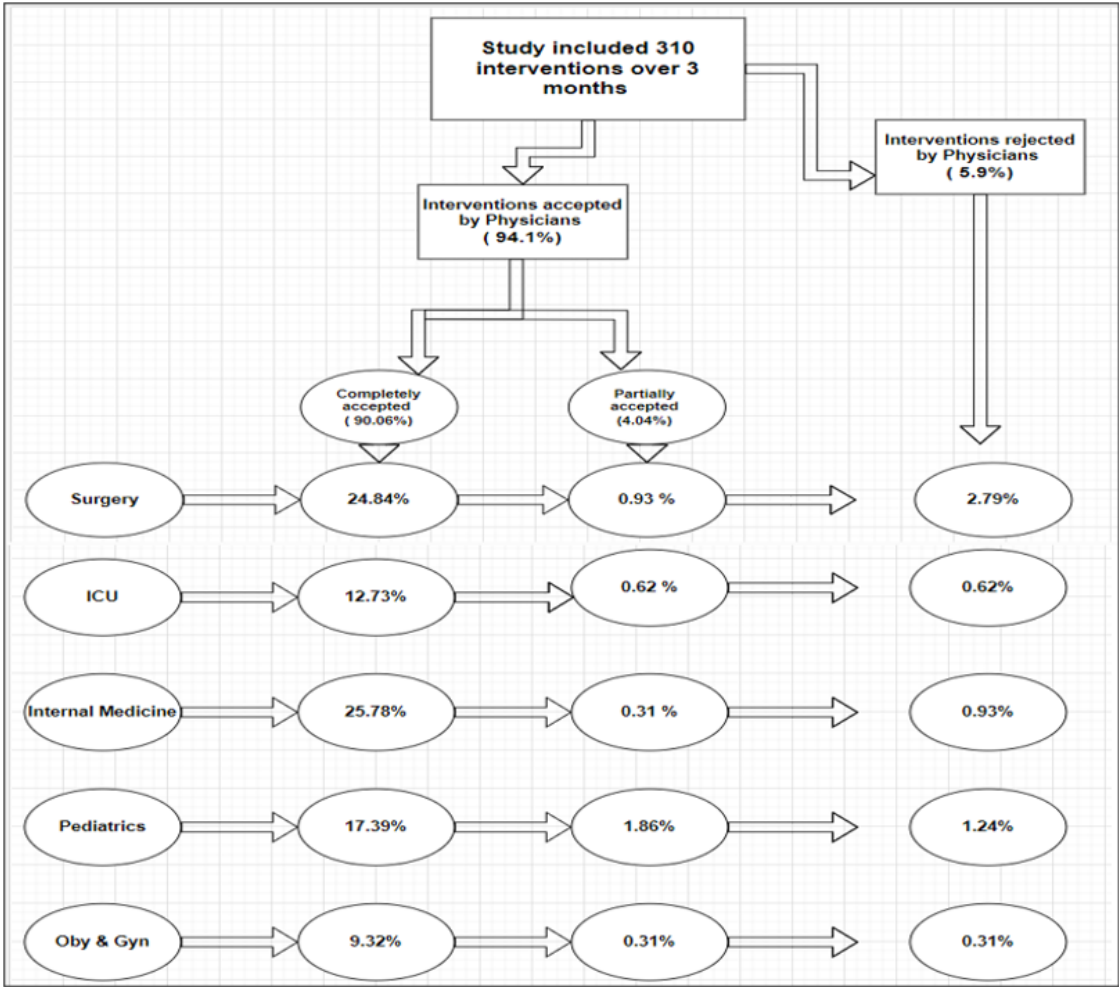 Study included 310
interventions over 3
months
Interventions rejected
by Physicians
( 5.9%)
Interventions accepted
by Physicians
( 94.1%)
Completely
accepted
( 90.06%)
Partially
accepted
(4.04%)
Surgery
24.84%
0.93 %
2.79%
ICU
12.73%
0.62 %
0.62%
Internal Medicine
25.78%
0.31 %
0.93%
Pediatrics
17.39%
1.86%
1.24%
Oby & Gyn
9.32%
0.31%
0.31%